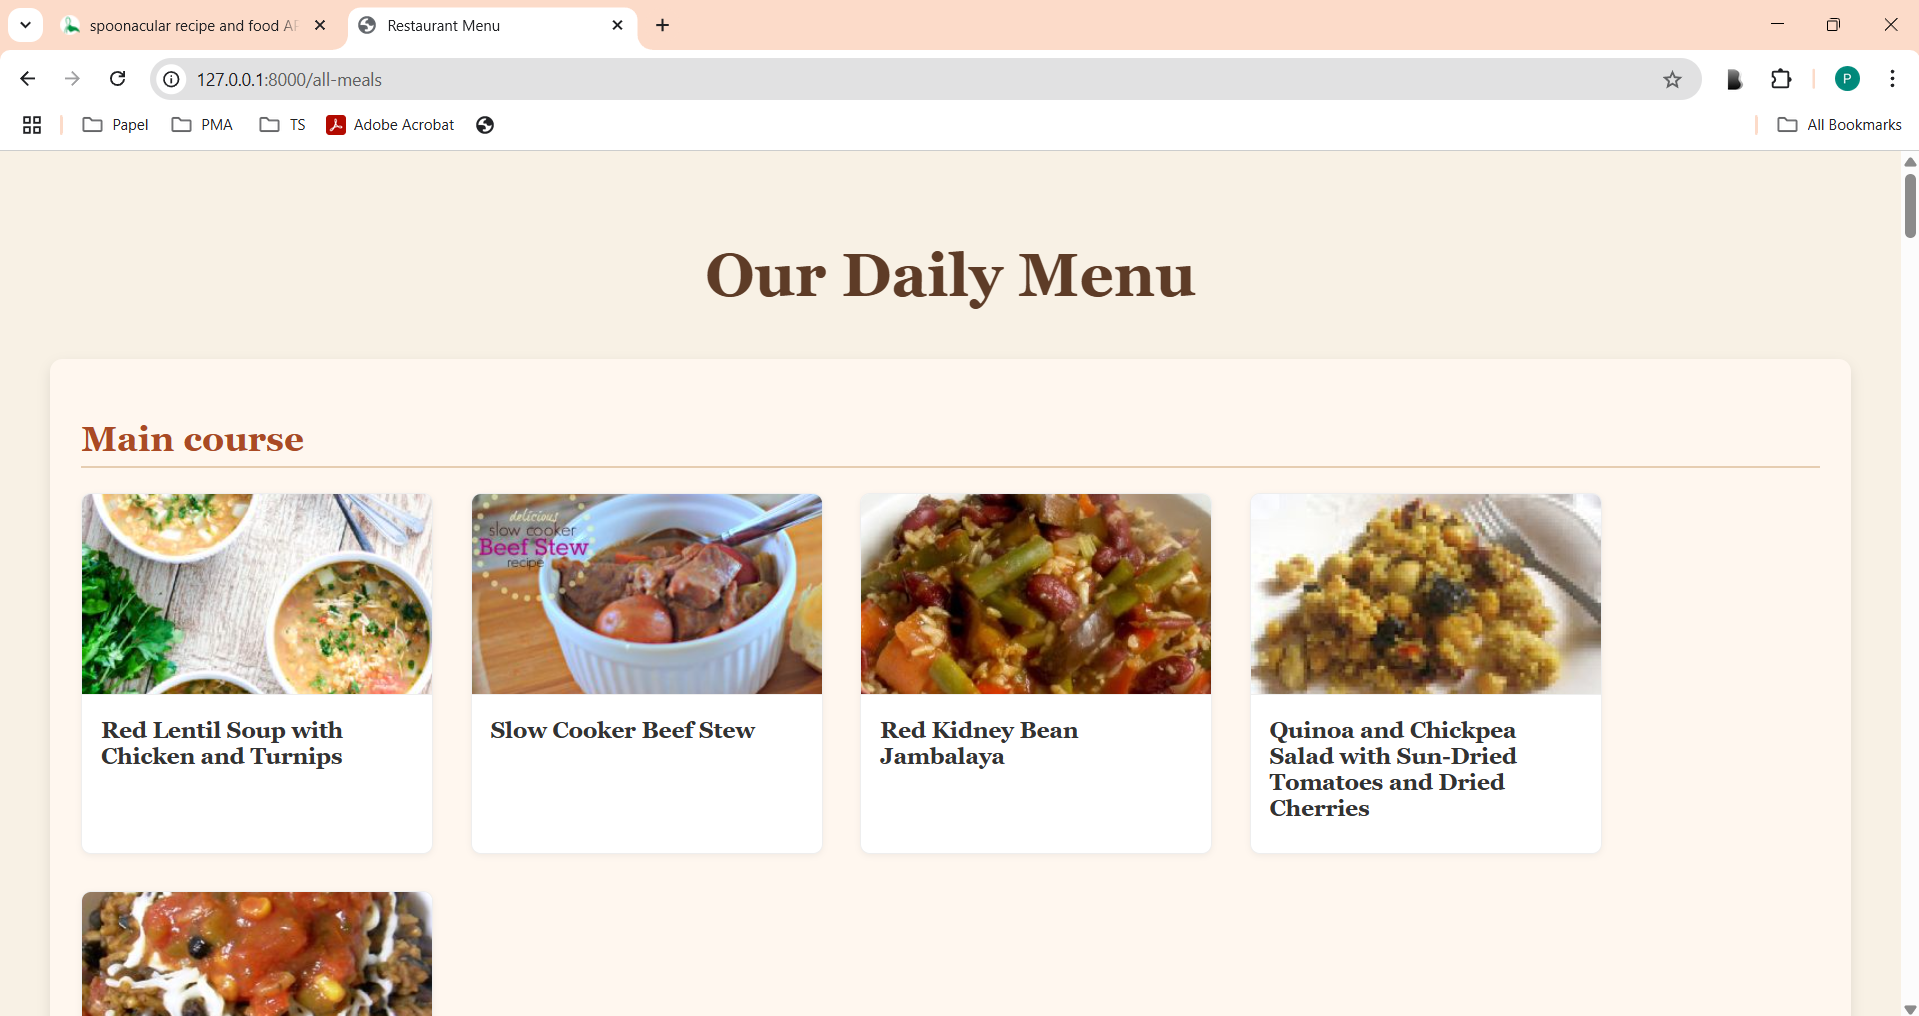 spoonacular recipe and food AP
Restaurant Menu
127.0.0.1:8000/all-meals
P
Papel
PMA
TS
Adobe Acrobat
All Bookmarks
Our Daily Menu
Main course
delicious
slow cooker
Beef Stew
recipe
Red Lentil Soup with
Chicken and Turnips
Slow Cooker Beef Stew
Red Kidney Bean
Jambalaya
Quinoa and Chickpea
Salad with Sun-Dried
Tomatoes and Dried
Cherries